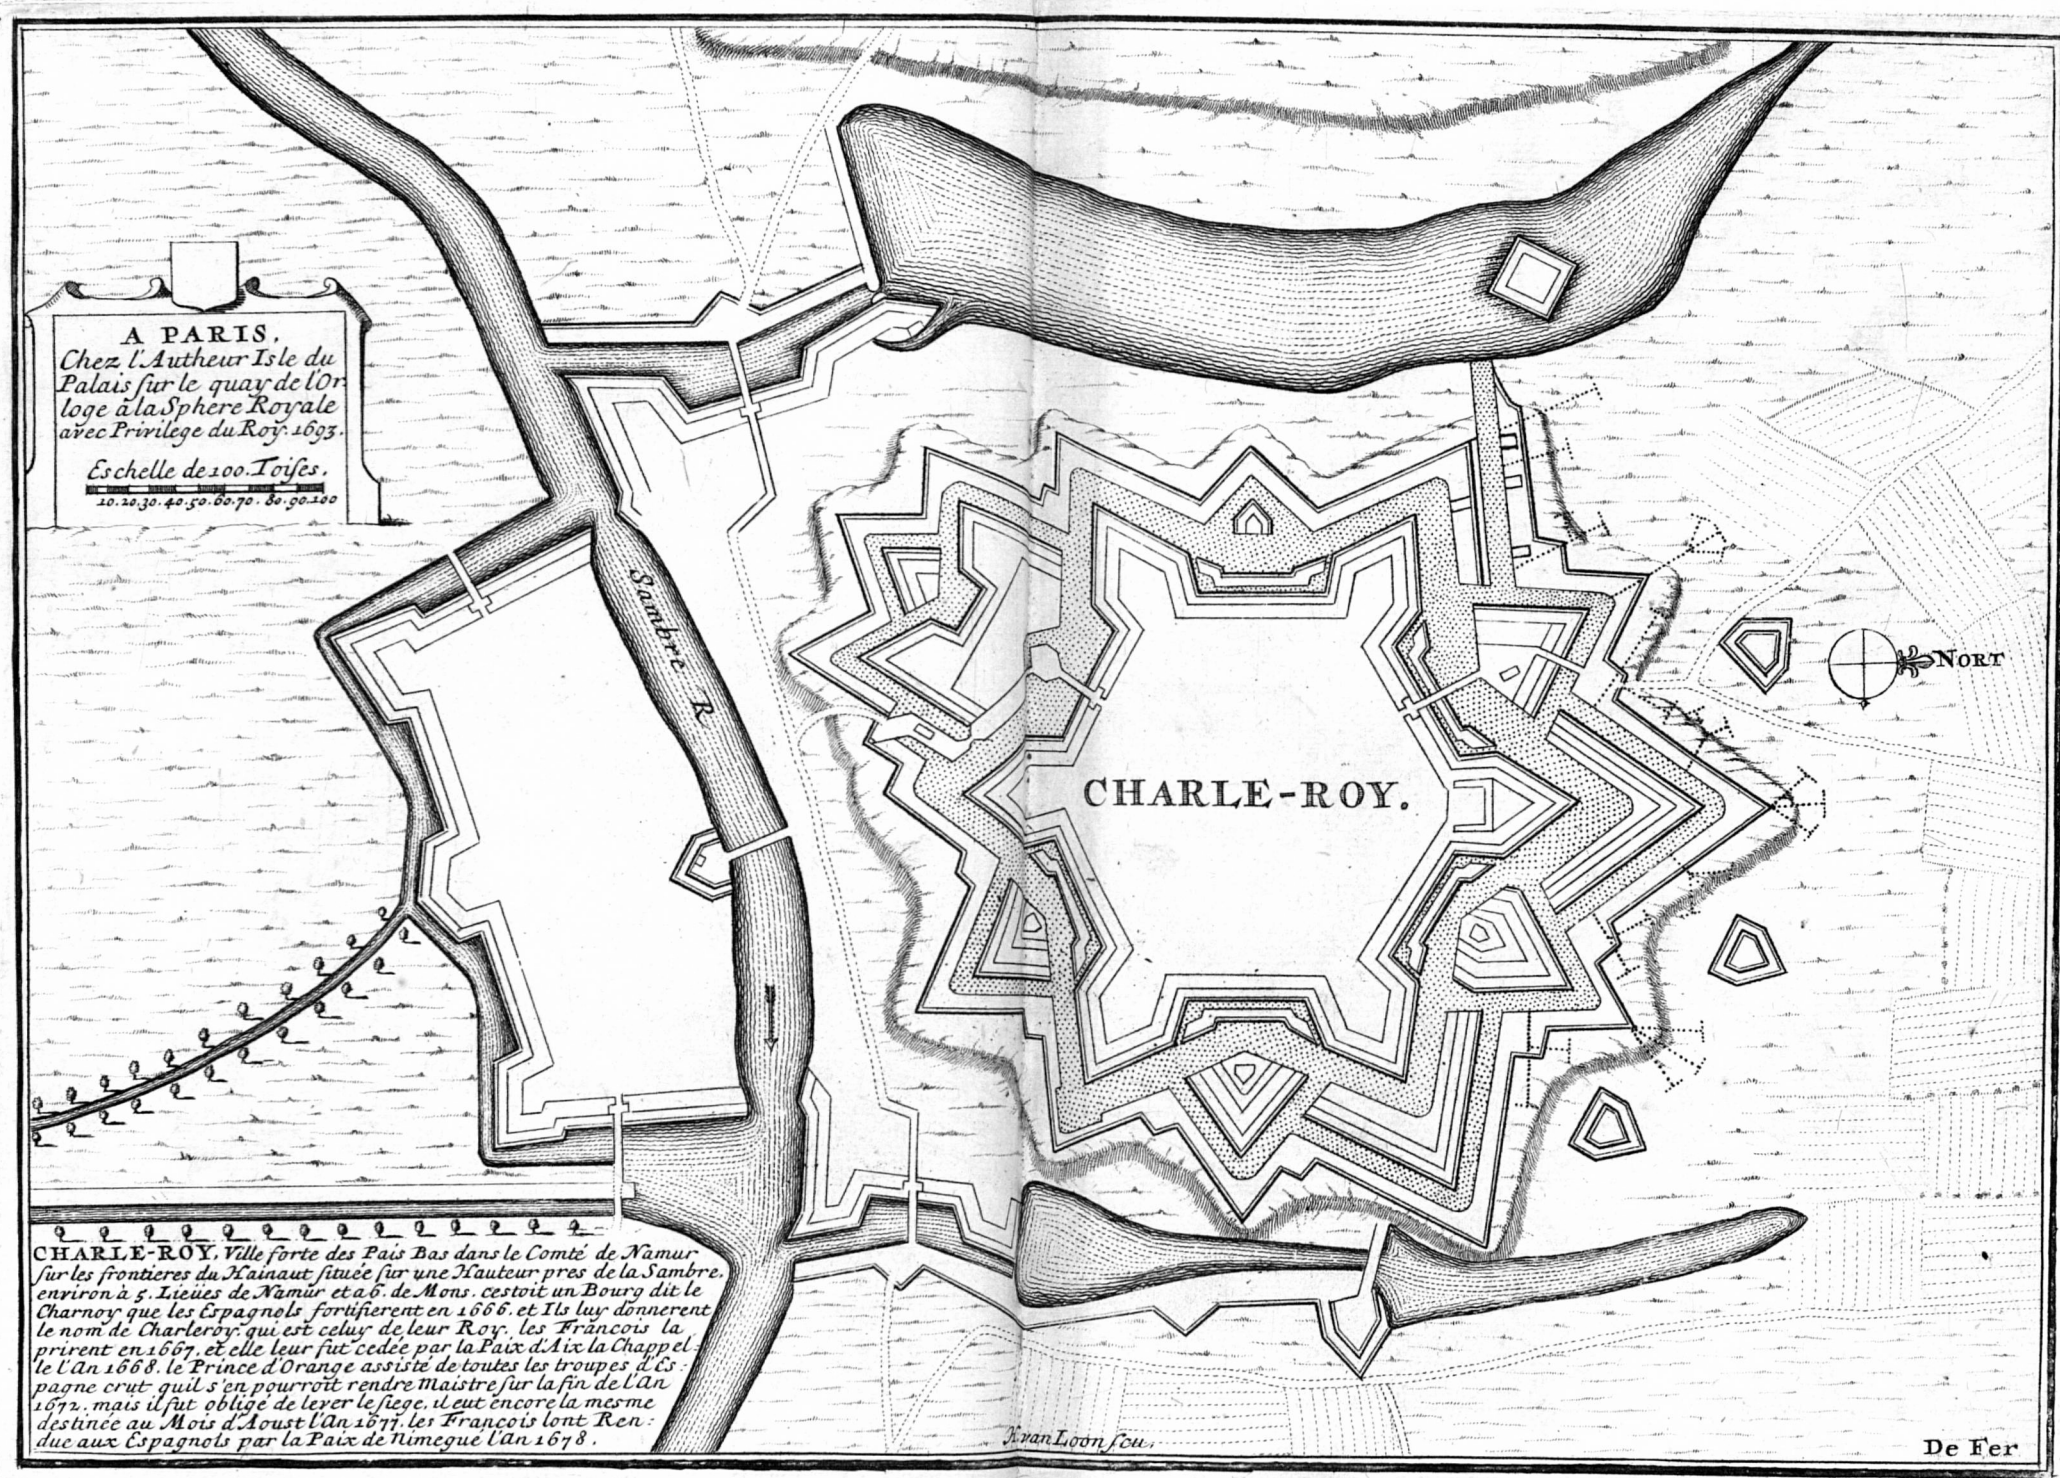 A PARIS,
Chez l'Autheur Isle du
Palais sur le quay de l'Or
loge à la Sphere Royale
avec Privilege du Roy. 1693.
Eschelle de 100. Toises.
10. 20. 30. 40. 50. 60. 70. 80. 90. 100
Sambre R.
CHARLE-ROY.
NORT
CHARLE-ROY, Ville forte des Païs Bas dans le Comté de Namur
sur les frontieres du Hainaut située sur une Hauteur pres de la Sambre,
environ à 5. Lieües de Namur et a 6. de Mons. cestoit un Bourg dit le
Charnoy que les Espagnols fortifierent en 1666. et Ils luy donnerent
le nom de Charleroy. qui est celuy de leur Roy. les Francois la
prirent en 1667. et elle leur fut cedée par la Paix d'Aix la Chappel:
le l'An 1668. le Prince d'Orange assisté de toutes les troupes d'Es:
pagne crut quil s'en pourroit rendre Maistre sur la fin de l'An
1672. mais il fut obligé de lever le siege. il eut encore la mesme
destinée au Mois d'Aoust l'An 1677. les Francois lont Ren:
due aux Espagnols par la Paix de Nimegue l'An 1678.
H van Loon scu.
De Fer